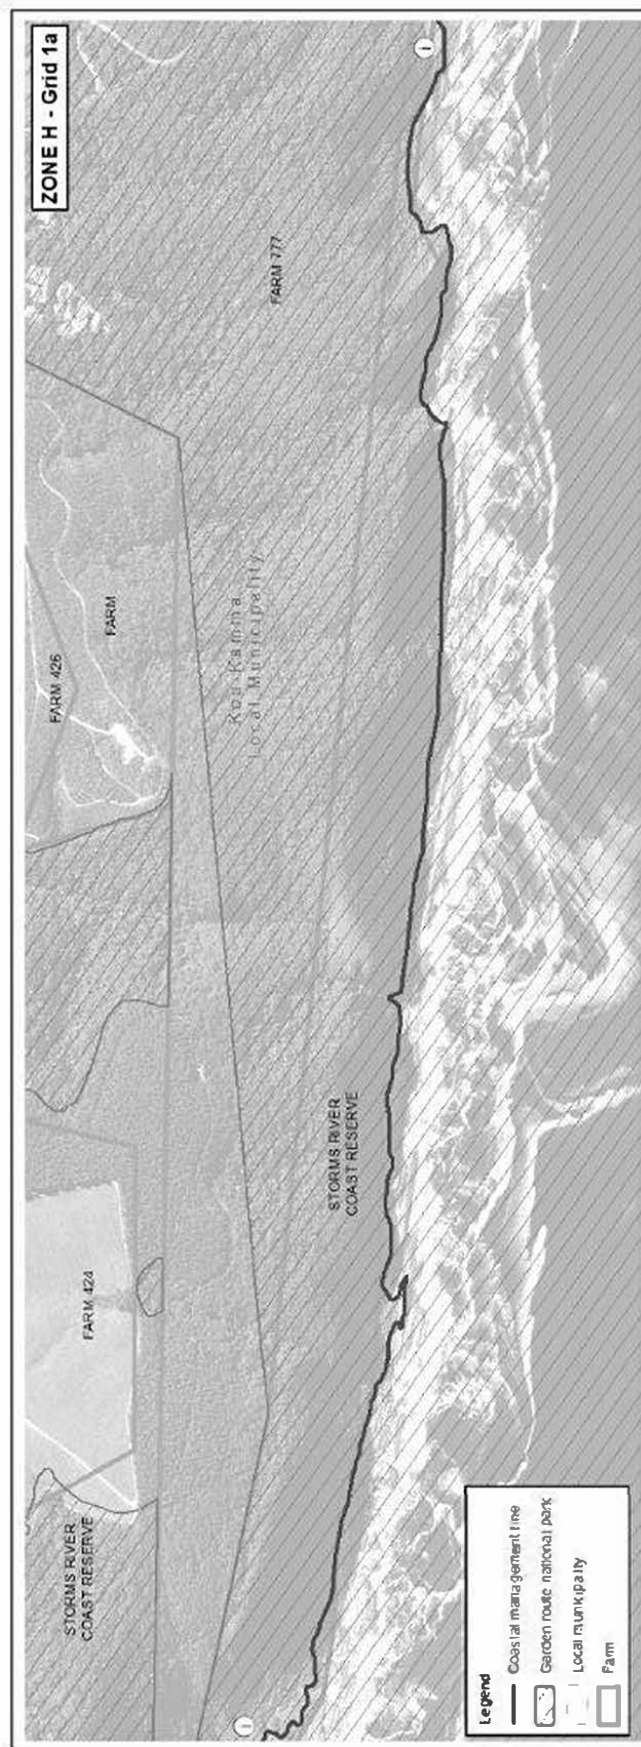 ZONE H - Grid 1a
i
FARM 777
FARM
FARM 426
Kou-Kamma
Local Municipality
STORMS RIVER
COAST RESERVE
FARM 424
STORMS RIVER
COAST RESERVE
i
Legend
Coastal management line
Garden route national park
Local municipality
Farm